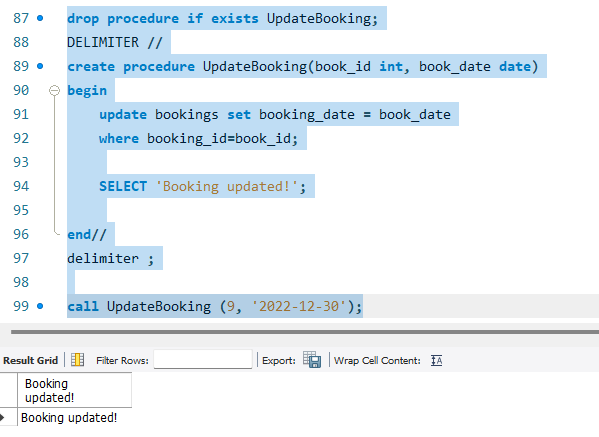 87 drop procedure if exists UpdateBooking;
88 DELIMITER //
89 create procedure UpdateBooking(book_id int, book_date date)
90 begin
91 update bookings set booking_date = book_date
92 where booking_id=book_id;
93
94 SELECT 'Booking updated!';
95
96 end//
97 delimiter ;
98
99 call UpdateBooking (9, '2022-12-30');
Result Grid Filter Rows: Export: Wrap Cell Content: IA
Booking
updated!
Booking updated!